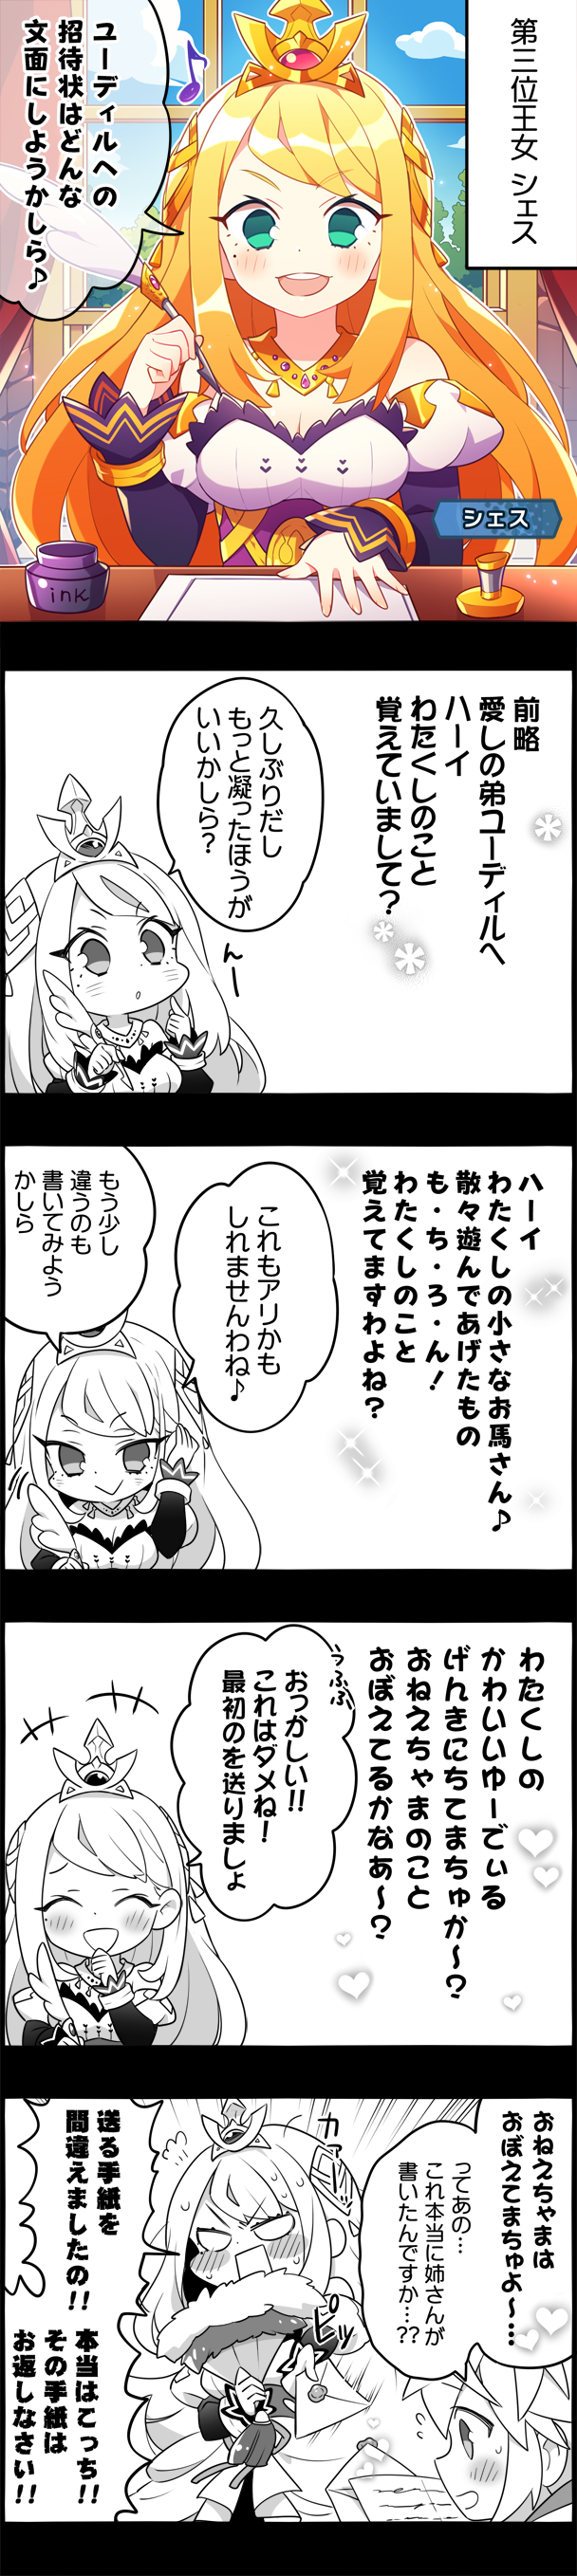 第三位王女 シェス
ユーディルへの
招待状はどんな
文面にしようかしら♪
シェス
ink
前略
愛しの弟ユーディルへ
ハーイ
わたくしのこと
覚えていまして？
久しぶりだし
もっと凝ったほうが
いいかしら？
んー
ハーイ
わたくしの小さなお馬さん♪
散々遊んであげたもの
も・ち・ろ・ん！
わたくしのこと
覚えてますわよね？
これもアリかも
しれませんわね♪
もう少し
違うのも
書いてみよう
かしら
わたくしの
かわいいゆーでぃる
げんきにちてまちゅか～？
おねえちゃまのこと
おぼえてるかなぁ～？
うふふ
おっかしい!!
これはダメね！
最初のを送りましょ
おねえちゃまは
おぼえてまちゅよ～…
ってあの…
これ本当に姉さんが
書いたんですか…??
カァーッ
ピッ
送る手紙を
間違えましたの!!
本当はこっち!!
その手紙は
お返しなさい!!